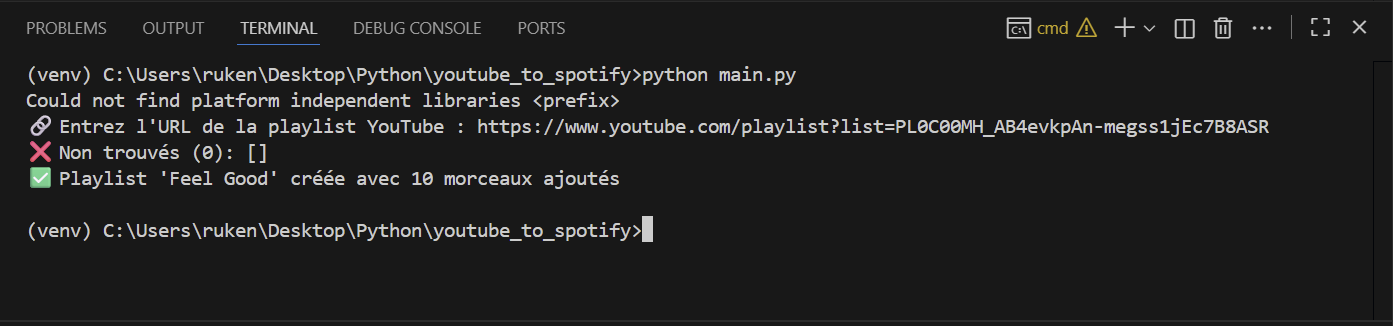 PROBLEMS OUTPUT TERMINAL DEBUG CONSOLE PORTS cmd
(venv) C:\Users\ruken\Desktop\Python\youtube_to_spotify>python main.py
Could not find platform independent libraries <prefix>
🔗 Entrez l'URL de la playlist YouTube : https://www.youtube.com/playlist?list=PL0C00MH_AB4evkpAn-megss1jEc7B8ASR
❌ Non trouvés (0): []
✅ Playlist 'Feel Good' créée avec 10 morceaux ajoutés
(venv) C:\Users\ruken\Desktop\Python\youtube_to_spotify>